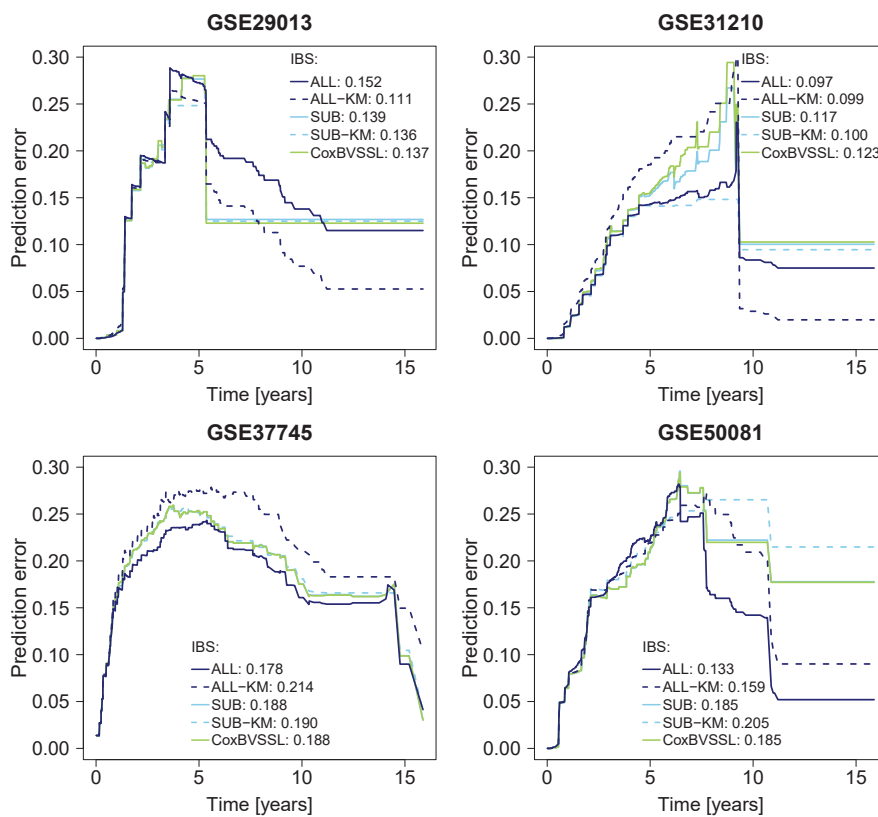 GSE29013
0.30
0.25
0.20
0.15
0.10
0.05
0.00
Prediction error
IBS:
ALL: 0.152
ALL−KM: 0.111
SUB: 0.139
SUB−KM: 0.136
CoxBVSSL: 0.137
0 5 10 15
Time [years]
GSE31210
0.30
0.25
0.20
0.15
0.10
0.05
0.00
Prediction error
IBS:
ALL: 0.097
ALL−KM: 0.099
SUB: 0.117
SUB−KM: 0.100
CoxBVSSL: 0.123
0 5 10 15
Time [years]
GSE37745
0.30
0.25
0.20
0.15
0.10
0.05
0.00
Prediction error
IBS:
ALL: 0.178
ALL−KM: 0.214
SUB: 0.188
SUB−KM: 0.190
CoxBVSSL: 0.188
0 5 10 15
Time [years]
GSE50081
0.30
0.25
0.20
0.15
0.10
0.05
0.00
Prediction error
IBS:
ALL: 0.133
ALL−KM: 0.159
SUB: 0.185
SUB−KM: 0.205
CoxBVSSL: 0.185
0 5 10 15
Time [years]